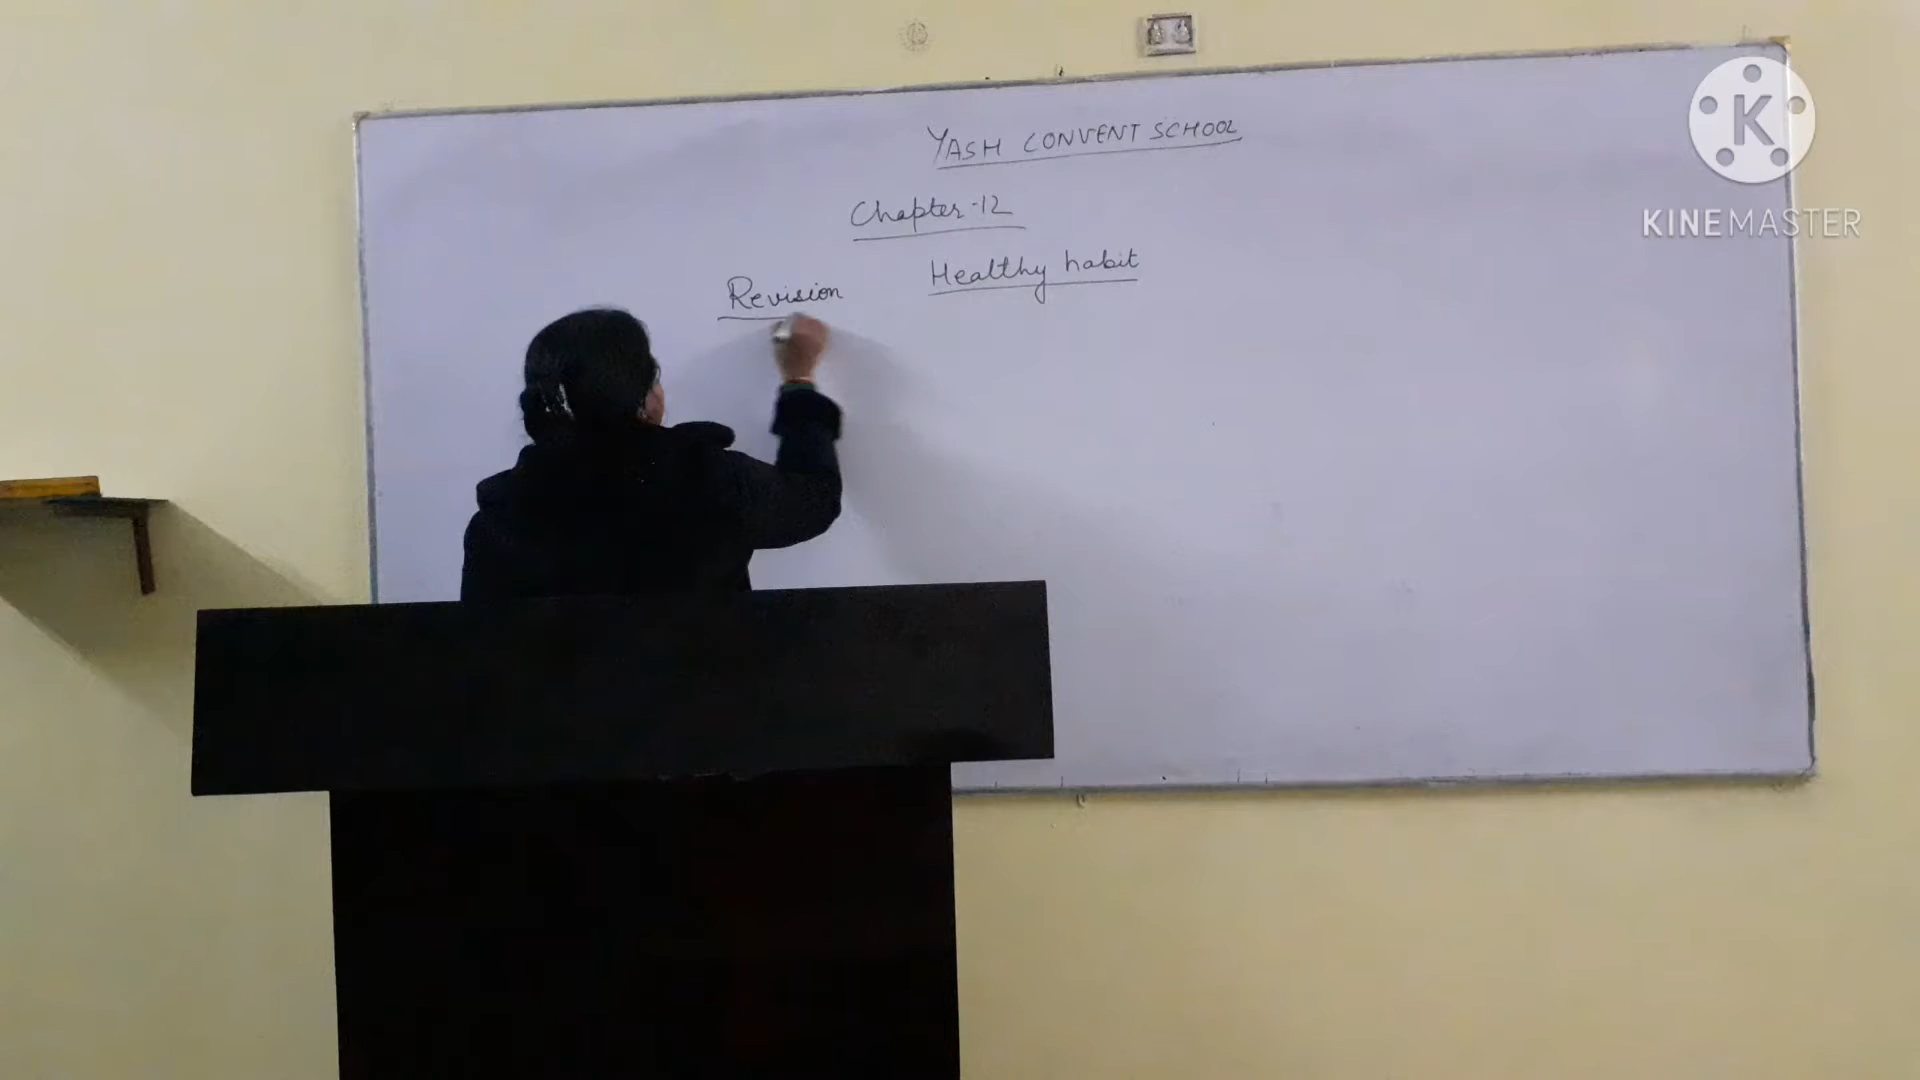 YASH CONVENT SCHOOL
Chapter-12
Healthy habit
Revision
K
KINEMASTER